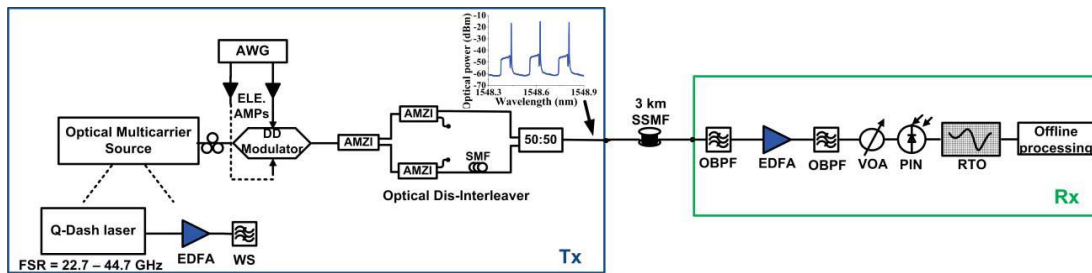 AWG
ELE.
AMPs
Optical Multicarrier
Source
DD
Modulator
AMZI
AMZI
AMZI
SMF
50:50
Optical Dis-Interleaver
Optical power (dBm)
-10
-20
-30
-40
-50
-60
-70
1548.3 1548.6 1548.9
Wavelength (nm)
Q-Dash laser
FSR = 22.7 – 44.7 GHz
EDFA
WS
Tx
3 km
SSMF
OBPF
EDFA
OBPF
VOA
PIN
RTO
Offline
processing
Rx